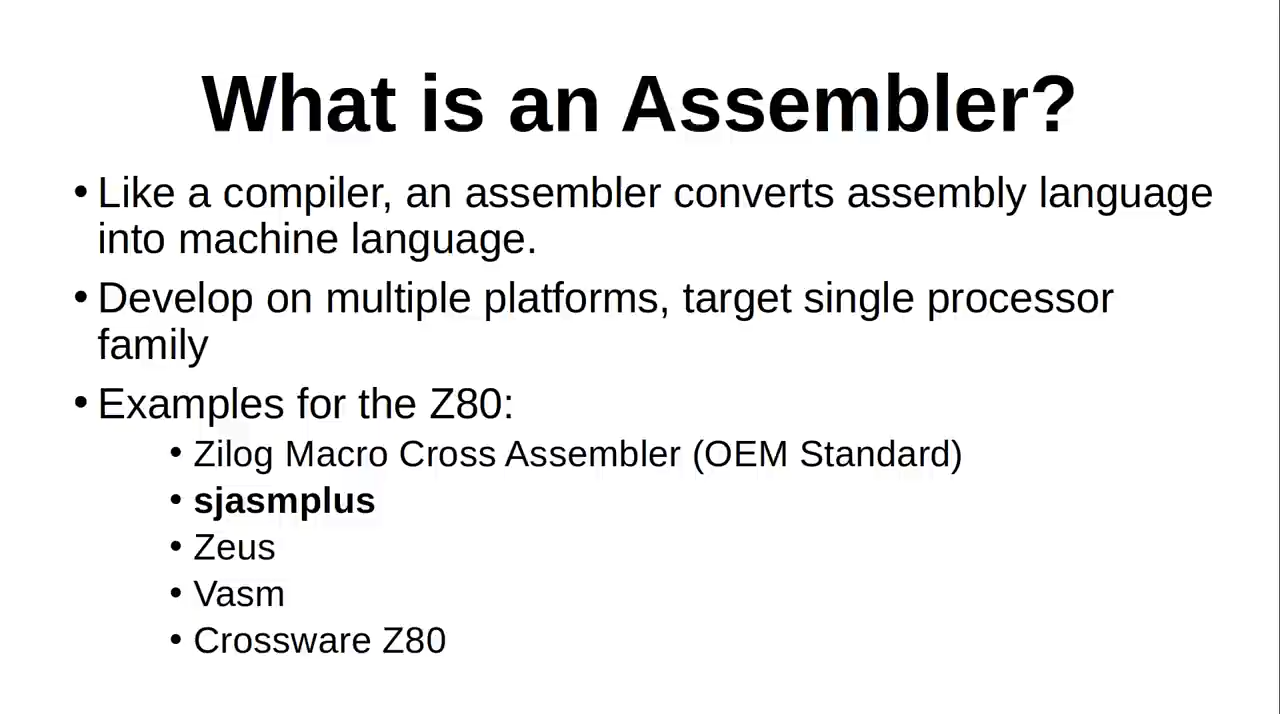 What is an Assembler?
• Like a compiler, an assembler converts assembly language
into machine language.
• Develop on multiple platforms, target single processor
family
• Examples for the Z80:
• Zilog Macro Cross Assembler (OEM Standard)
• sjasmplus
• Zeus
• Vasm
• Crossware Z80